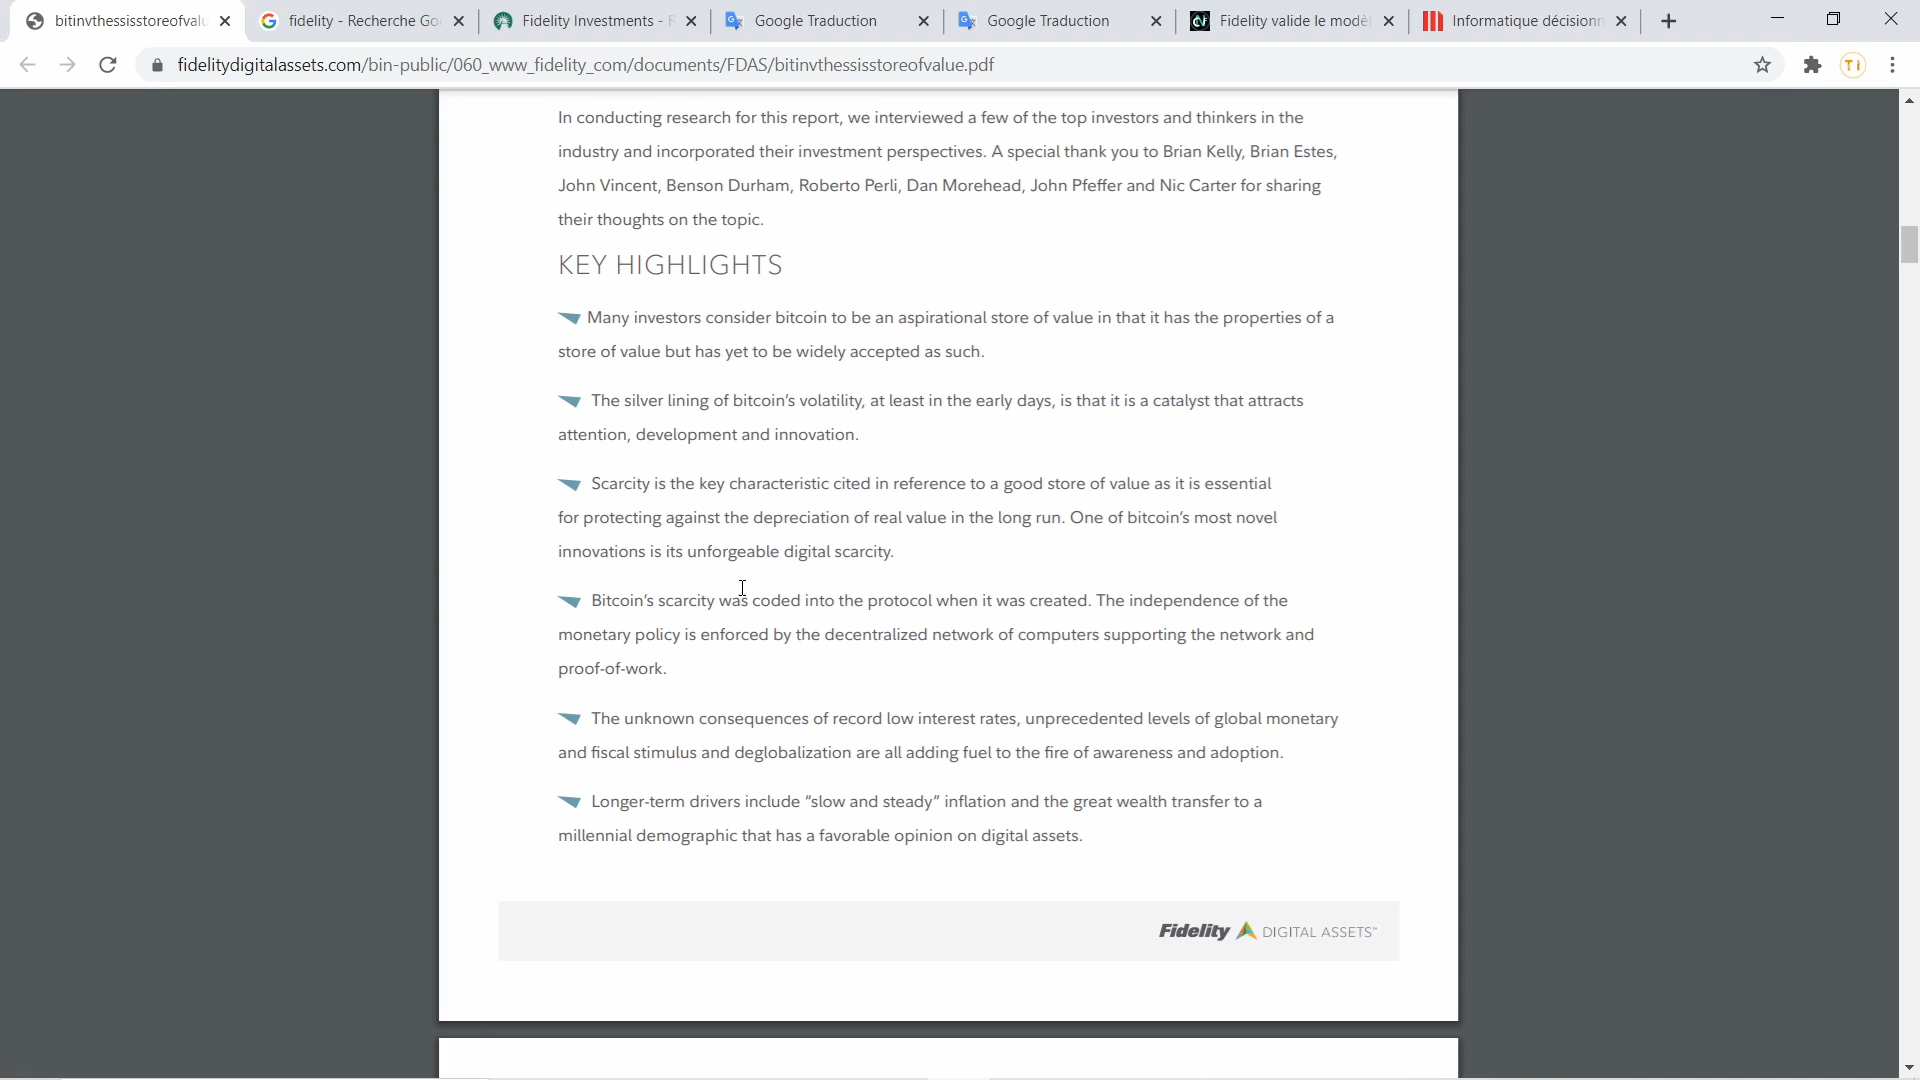 bitinvthessisstoreofvalu
fidelity - Recherche Go
Fidelity Investments - F
Google Traduction
Google Traduction
Fidelity valide le modèl
Informatique décisionn
fidelitydigitalassets.com/bin-public/060_www_fidelity_com/documents/FDAS/bitinvthessisstoreofvalue.pdf
TI
In conducting research for this report, we interviewed a few of the top investors and thinkers in the
industry and incorporated their investment perspectives. A special thank you to Brian Kelly, Brian Estes,
John Vincent, Benson Durham, Roberto Perli, Dan Morehead, John Pfeffer and Nic Carter for sharing
their thoughts on the topic.
KEY HIGHLIGHTS
Many investors consider bitcoin to be an aspirational store of value in that it has the properties of a
store of value but has yet to be widely accepted as such.
The silver lining of bitcoin's volatility, at least in the early days, is that it is a catalyst that attracts
attention, development and innovation.
Scarcity is the key characteristic cited in reference to a good store of value as it is essential
for protecting against the depreciation of real value in the long run. One of bitcoin's most novel
innovations is its unforgeable digital scarcity.
Bitcoin's scarcity was coded into the protocol when it was created. The independence of the
monetary policy is enforced by the decentralized network of computers supporting the network and
proof-of-work.
The unknown consequences of record low interest rates, unprecedented levels of global monetary
and fiscal stimulus and deglobalization are all adding fuel to the fire of awareness and adoption.
Longer-term drivers include "slow and steady" inflation and the great wealth transfer to a
millennial demographic that has a favorable opinion on digital assets.
Fidelity DIGITAL ASSETS℠